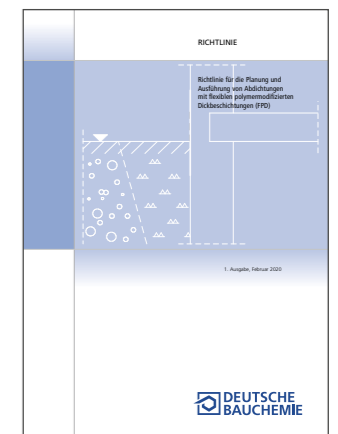 RICHTLINIE
Richtlinie für die Planung und
Ausführung von Abdichtungen
mit flexiblen polymermodifizierten
Dickbeschichtungen (FPD)
1. Ausgabe, Februar 2020
DEUTSCHE
BAUCHEMIE